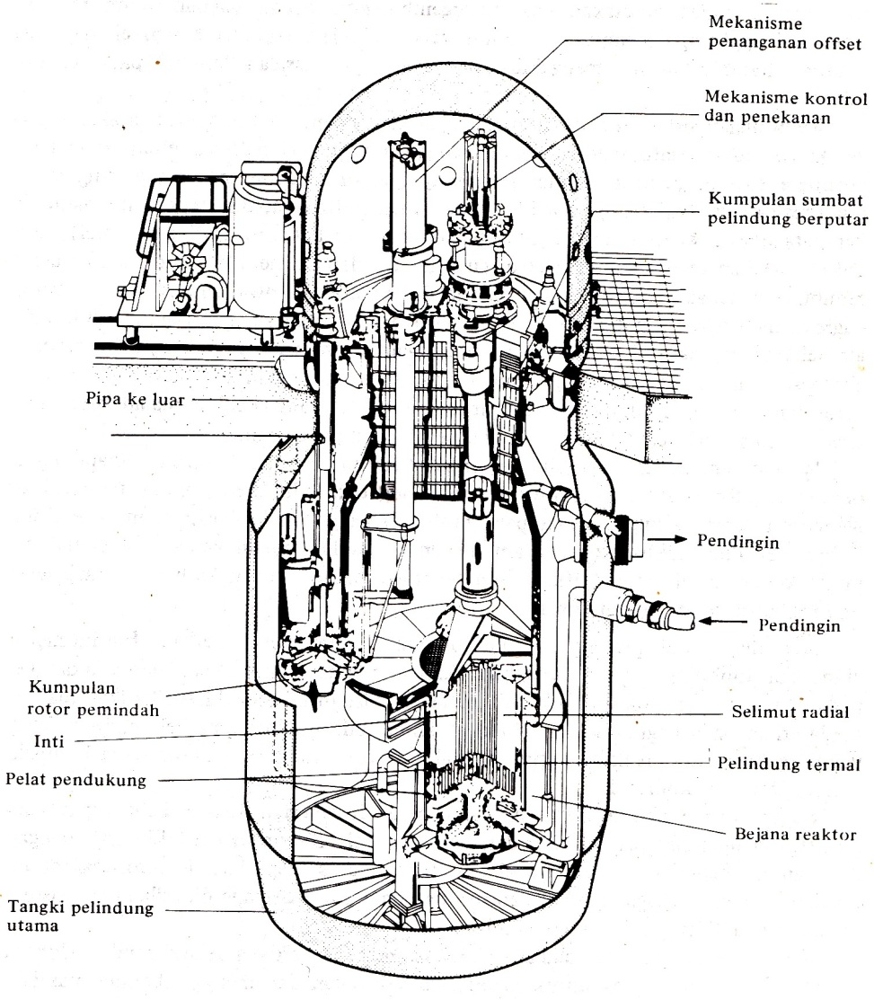 Mekanisme
penanganan offset
Mekanisme kontrol
dan penekanan
Kumpulan sumbat
pelindung berputar
Pipa ke luar
Pendingin
Pendingin
Kumpulan
rotor pemindah
Selimut radial
Inti
Pelindung termal
Pelat pendukung
Bejana reaktor
Tangki pelindung
utama